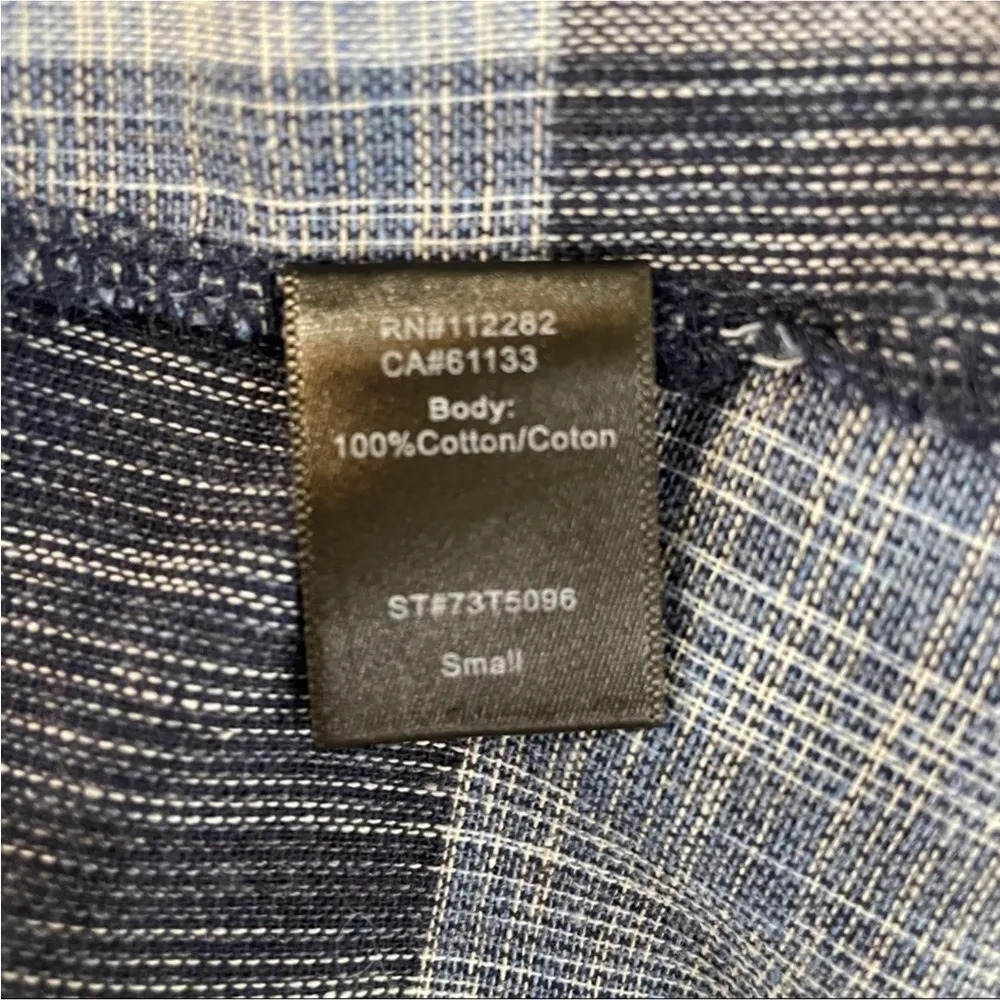 RN#112282
CA#61133
Body:
100%Cotton/Coton
ST#73T5096
Small